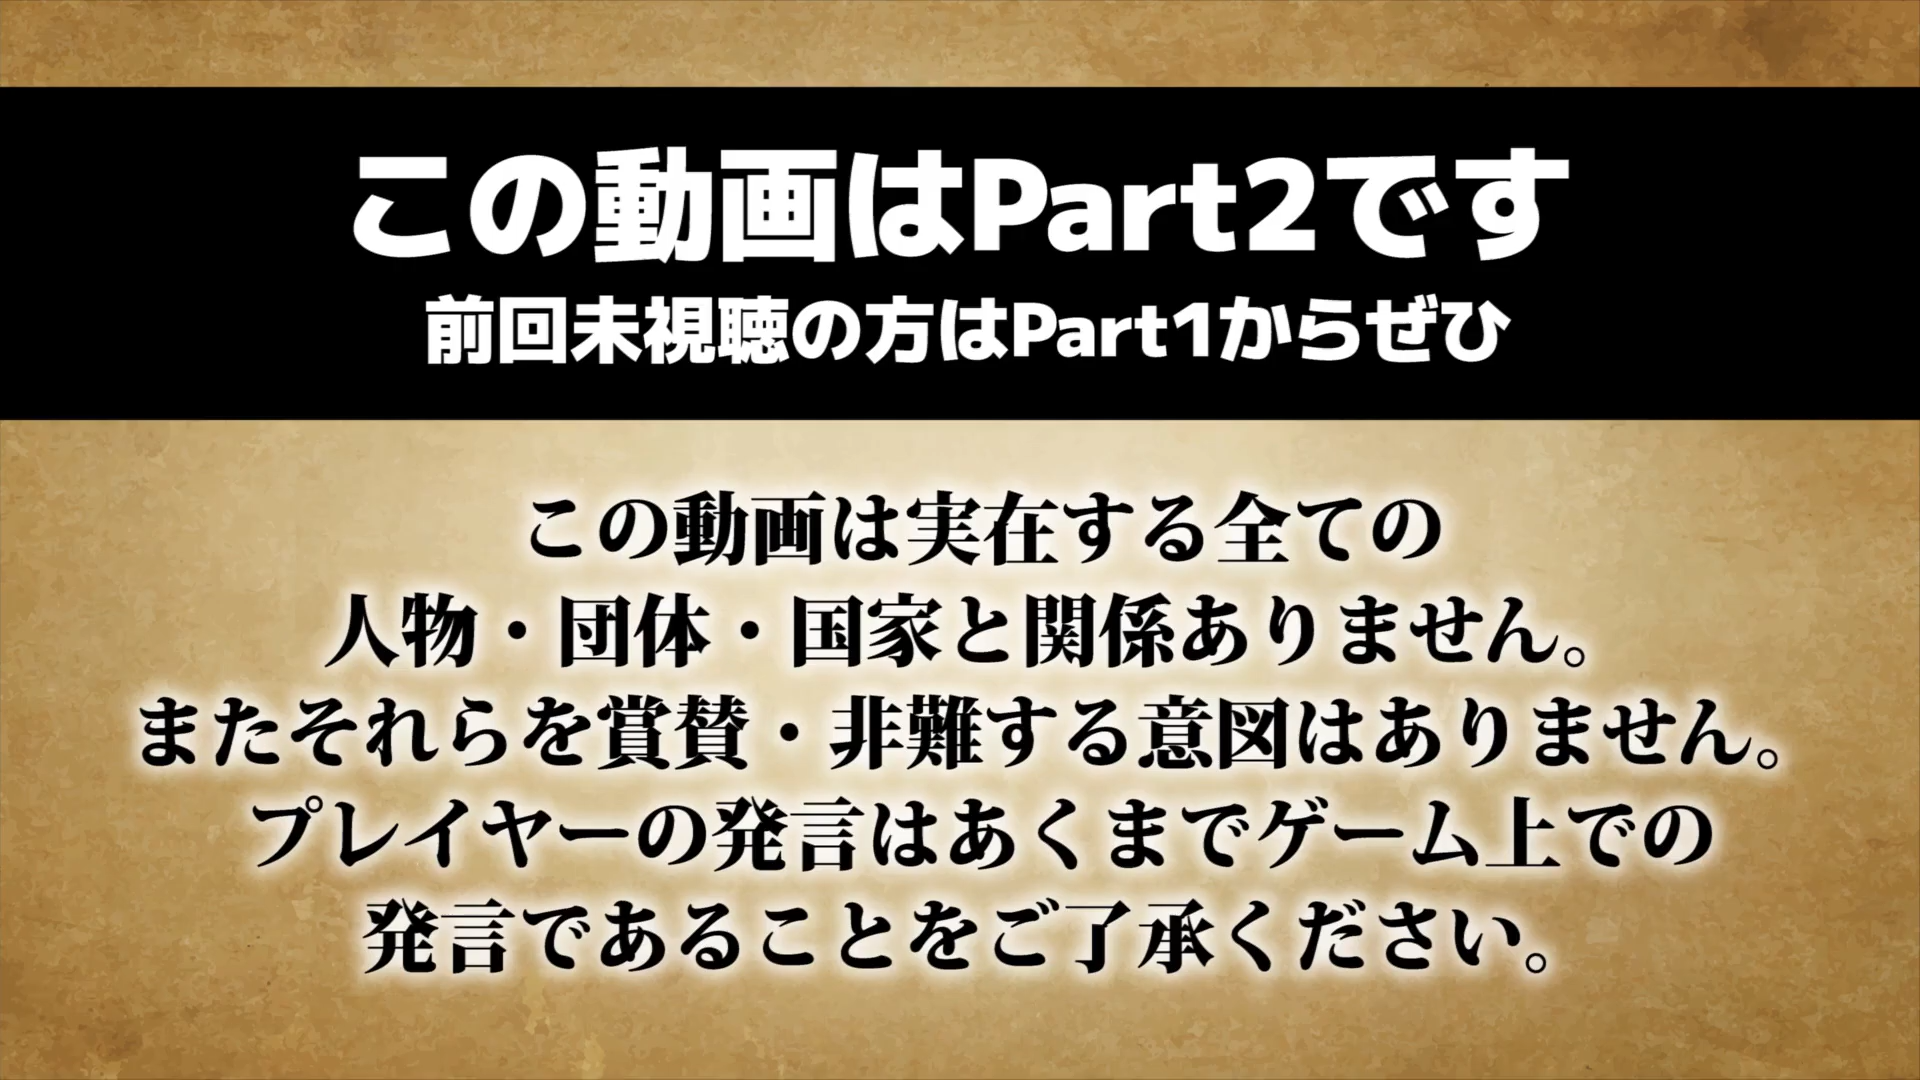 この動画はPart2です
前回未視聴の方はPart1からぜひ
この動画は実在する全ての
人物・団体・国家と関係ありません。
またそれらを賞賛・非難する意図はありません。
プレイヤーの発言はあくまでゲーム上での
発言であることをご了承ください。